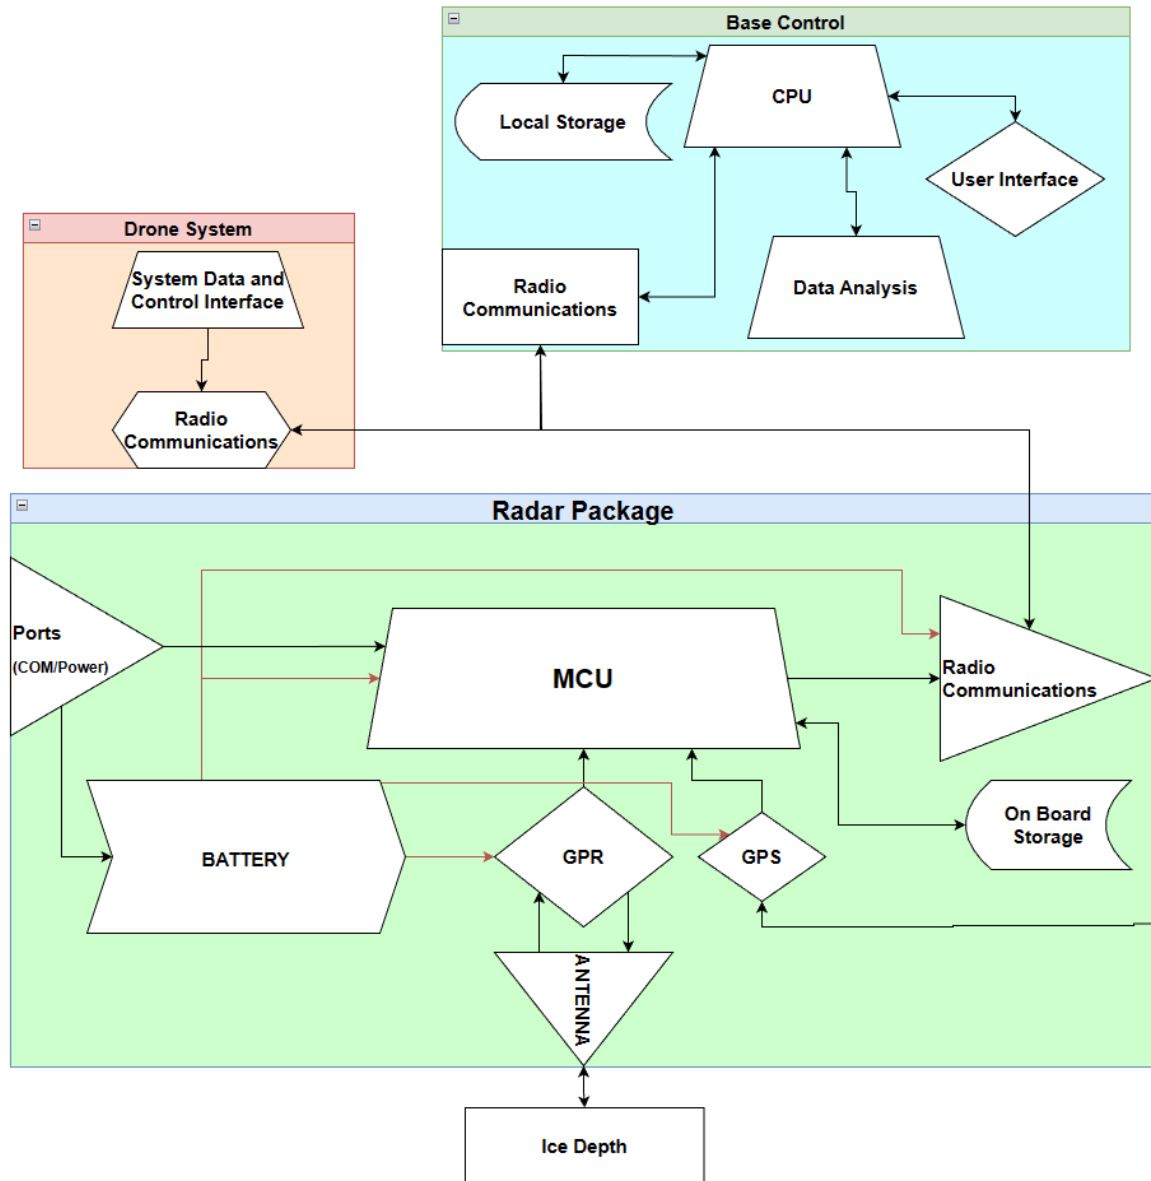 Base Control
CPU
Local Storage
User Interface
Drone System
System Data and
Control Interface
Radio
Communications
Data Analysis
Radio
Communications
Radar Package
Ports
(COM/Power)
MCU
Radio
Communications
BATTERY
GPR
GPS
On Board
Storage
ANTENNA
Ice Depth